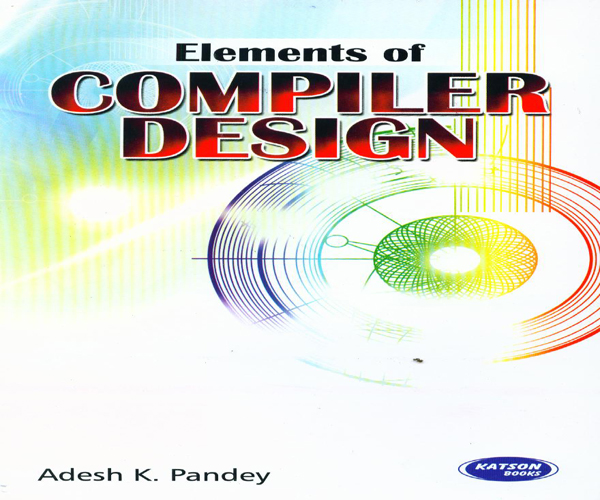 Elements of
COMPILER
DESIGN
Adesh K. Pandey
KATSON
BOOKS